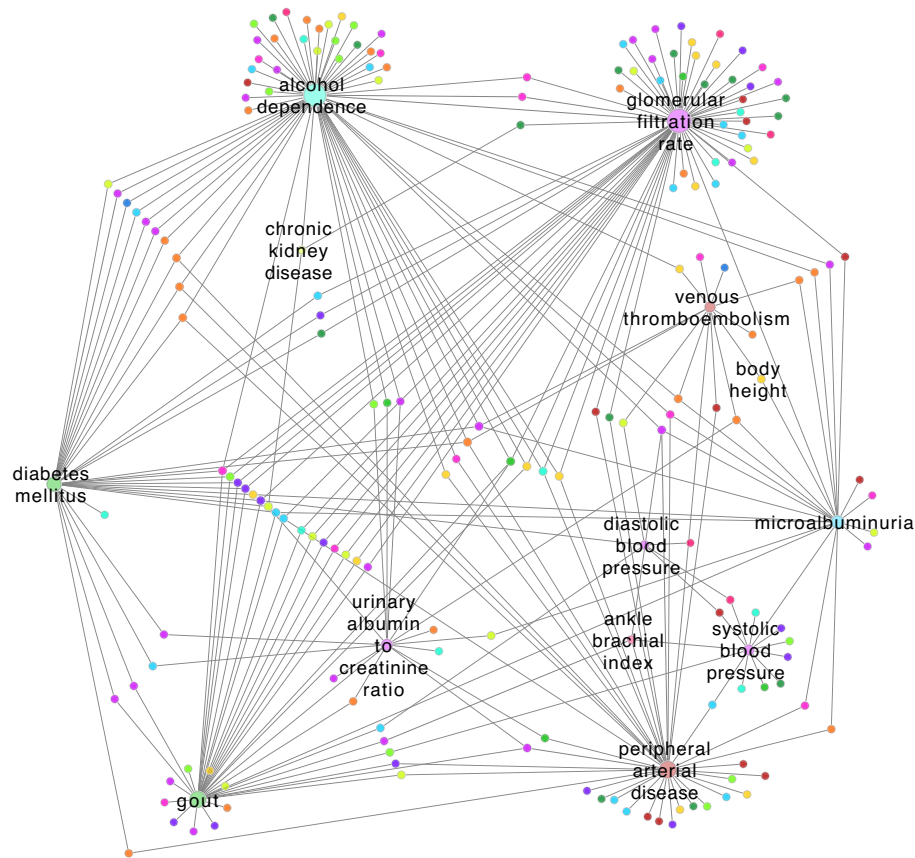 alcohol
dependence
glomerular
filtration
rate
chronic
kidney
disease
venous
thromboembolism
body
height
diabetes
mellitus
microalbuminuria
diastolic
blood
pressure
urinary
albumin
to
creatinine
ratio
ankle
brachial
index
systolic
blood
pressure
peripheral
arterial
disease
gout